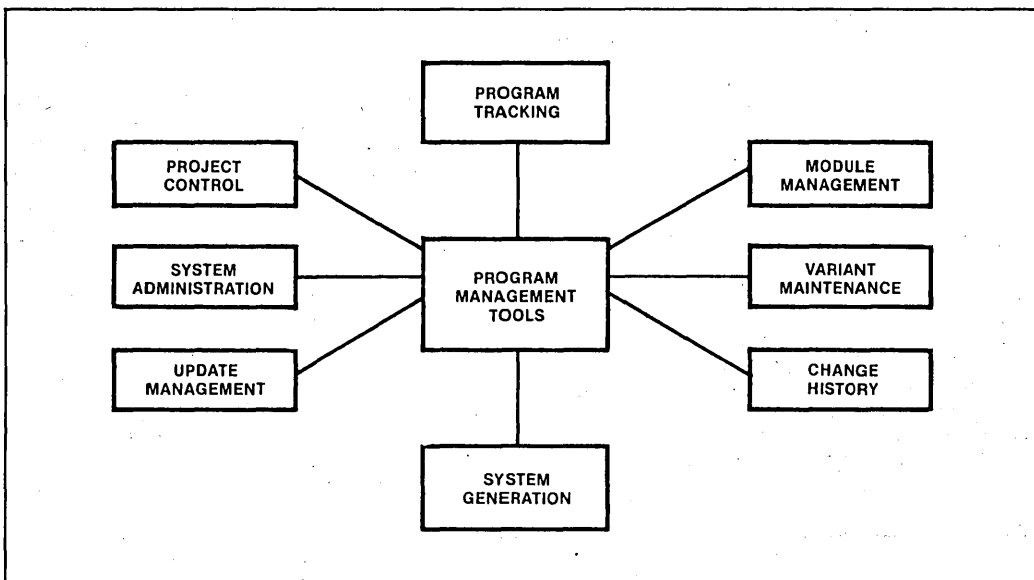 PROGRAM
TRACKING
PROJECT
CONTROL
MODULE
MANAGEMENT
SYSTEM
ADMINISTRATION
PROGRAM
MANAGEMENT
TOOLS
VARIANT
MAINTENANCE
UPDATE
MANAGEMENT
CHANGE
HISTORY
SYSTEM
GENERATION